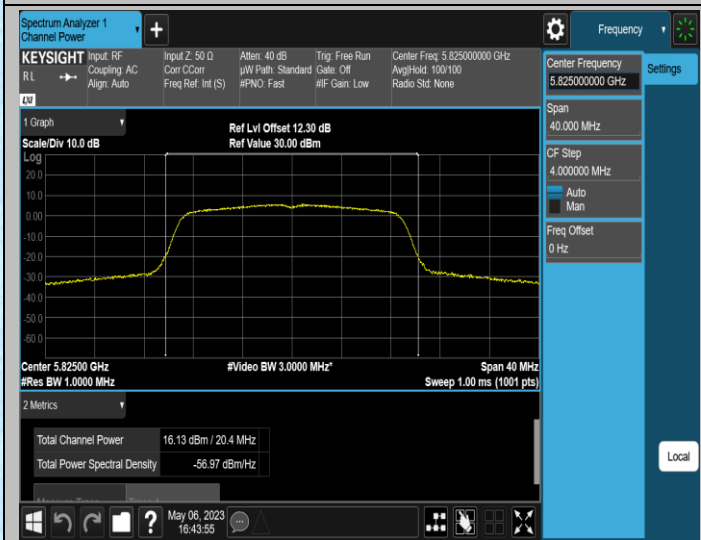 Spectrum Analyzer 1
Channel Power
+
Frequency
KEYSIGHT
RL
LXI
Input: RF
Coupling: AC
Align: Auto
Input Z: 50 Ω
Corr CCorr
Freq Ref: Int (S)
Atten: 40 dB
µW Path: Standard
#PNO: Fast
Trig: Free Run
Gate: Off
#IF Gain: Low
Center Freq: 5.825000000 GHz
Avg|Hold: 100/100
Radio Std: None
Center Frequency
5.825000000 GHz
Settings
Span
40.000 MHz
CF Step
4.000000 MHz
Auto
Man
Freq Offset
0 Hz
1 Graph
Scale/Div 10.0 dB
Ref Lvl Offset 12.30 dB
Ref Value 30.00 dBm
Log
20.0
10.0
0.00
-10.0
-20.0
-30.0
-40.0
-50.0
-60.0
Center 5.82500 GHz
#Video BW 3.0000 MHz*
Span 40 MHz
#Res BW 1.0000 MHz
Sweep 1.00 ms (1001 pts)
2 Metrics
Total Channel Power 16.13 dBm / 20.4 MHz
Total Power Spectral Density -56.97 dBm/Hz
Local
?
May 06, 2023
16:43:55